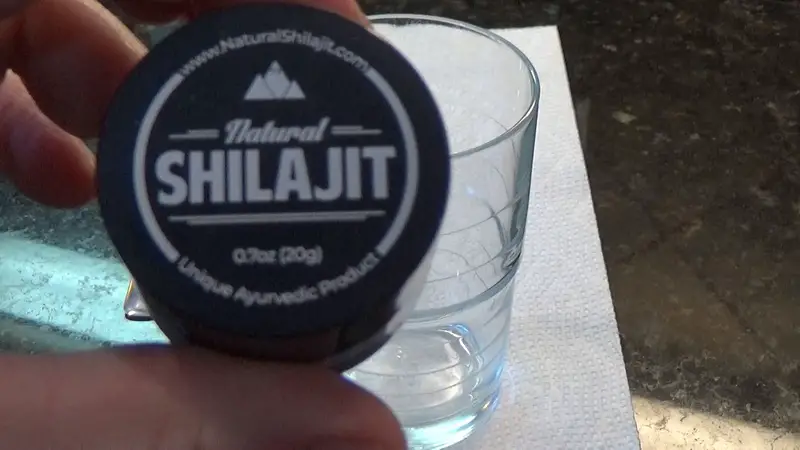 www.NaturalShilajit.com
Natural
SHILAJIT
0.7oz (20g)
Unique Ayurvedic Product